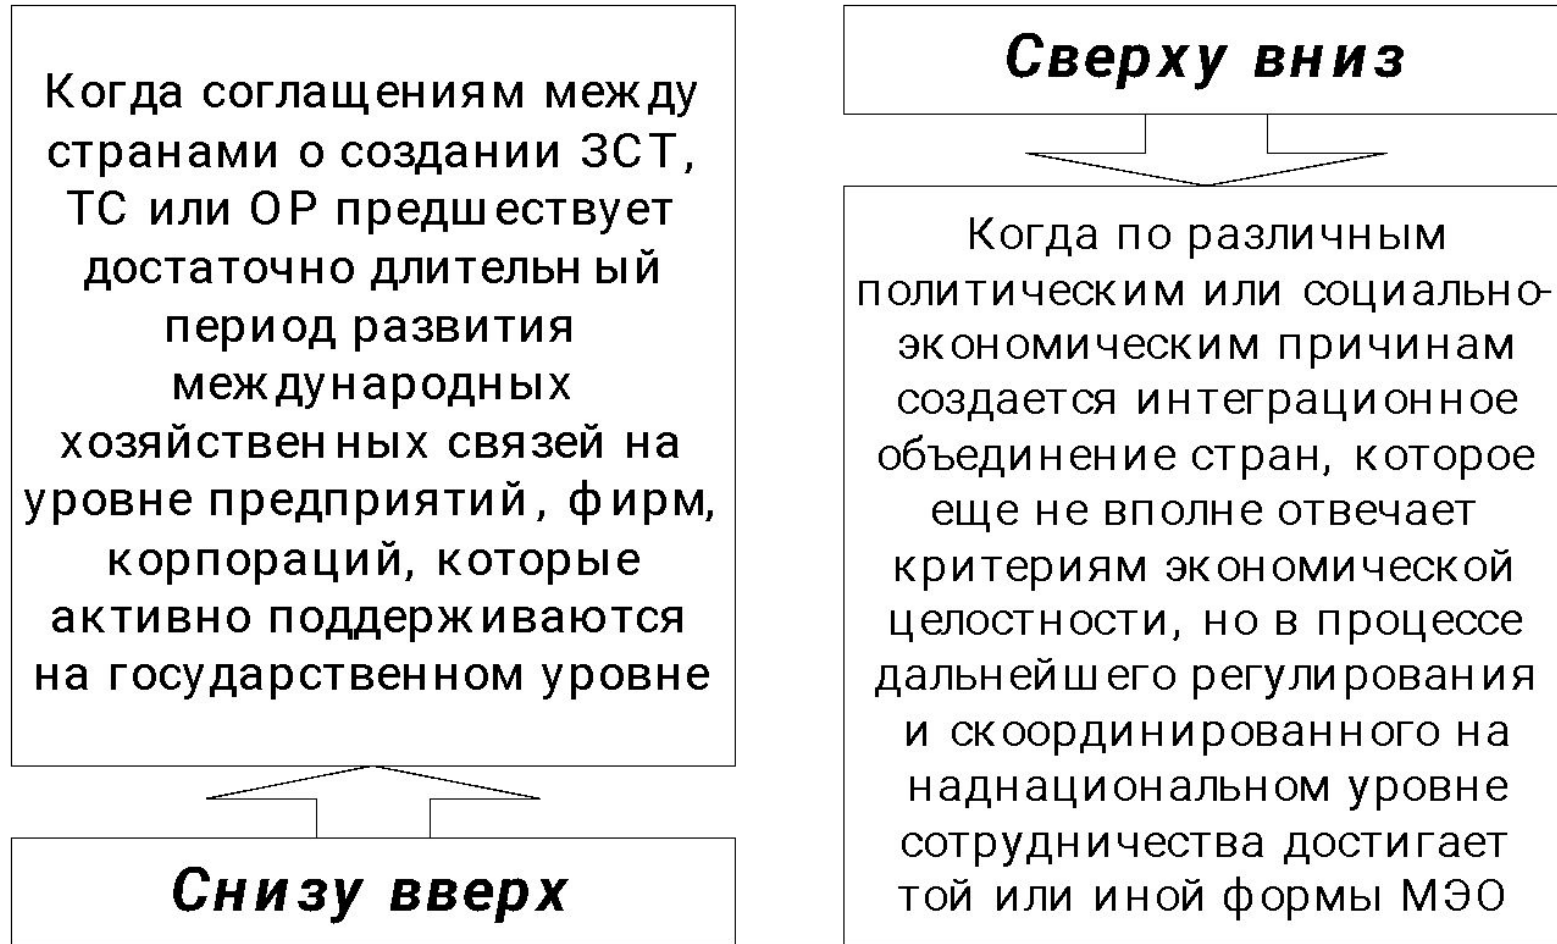 Когда соглащениям между
странами о создании ЗСТ,
ТС или ОР предшествует
достаточно длительный
период развития
международных
хозяйственных связей на
уровне предприятий, фирм,
корпораций, которые
активно поддерживаются
на государственном уровне
Снизу вверх
Сверху вниз
Когда по различным
политическим или социально-
экономическим причинам
создается интеграционное
объединение стран, которое
еще не вполне отвечает
критериям экономической
целостности, но в процессе
дальнейшего регулирования
и скоординированного на
наднациональном уровне
сотрудничества достигает
той или иной формы МЭО